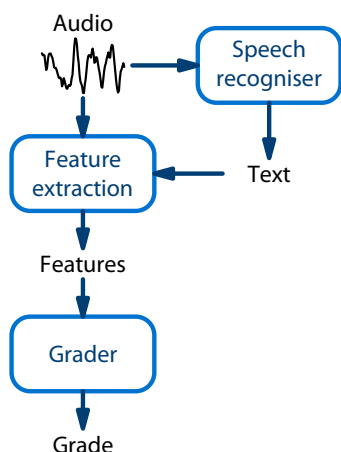 Audio
Speech
recogniser
Feature
extraction
Text
Features
Grader
Grade